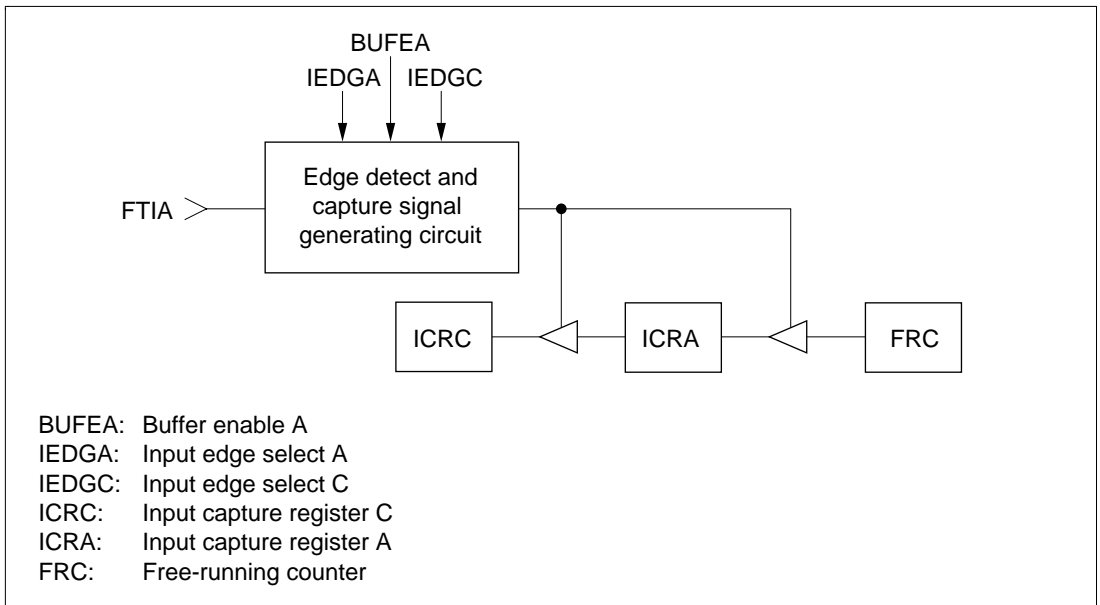 BUFEA
IEDGA IEDGC
FTIA
Edge detect and
capture signal
generating circuit
ICRC ICRA FRC
BUFEA: Buffer enable A
IEDGA: Input edge select A
IEDGC: Input edge select C
ICRC: Input capture register C
ICRA: Input capture register A
FRC: Free-running counter